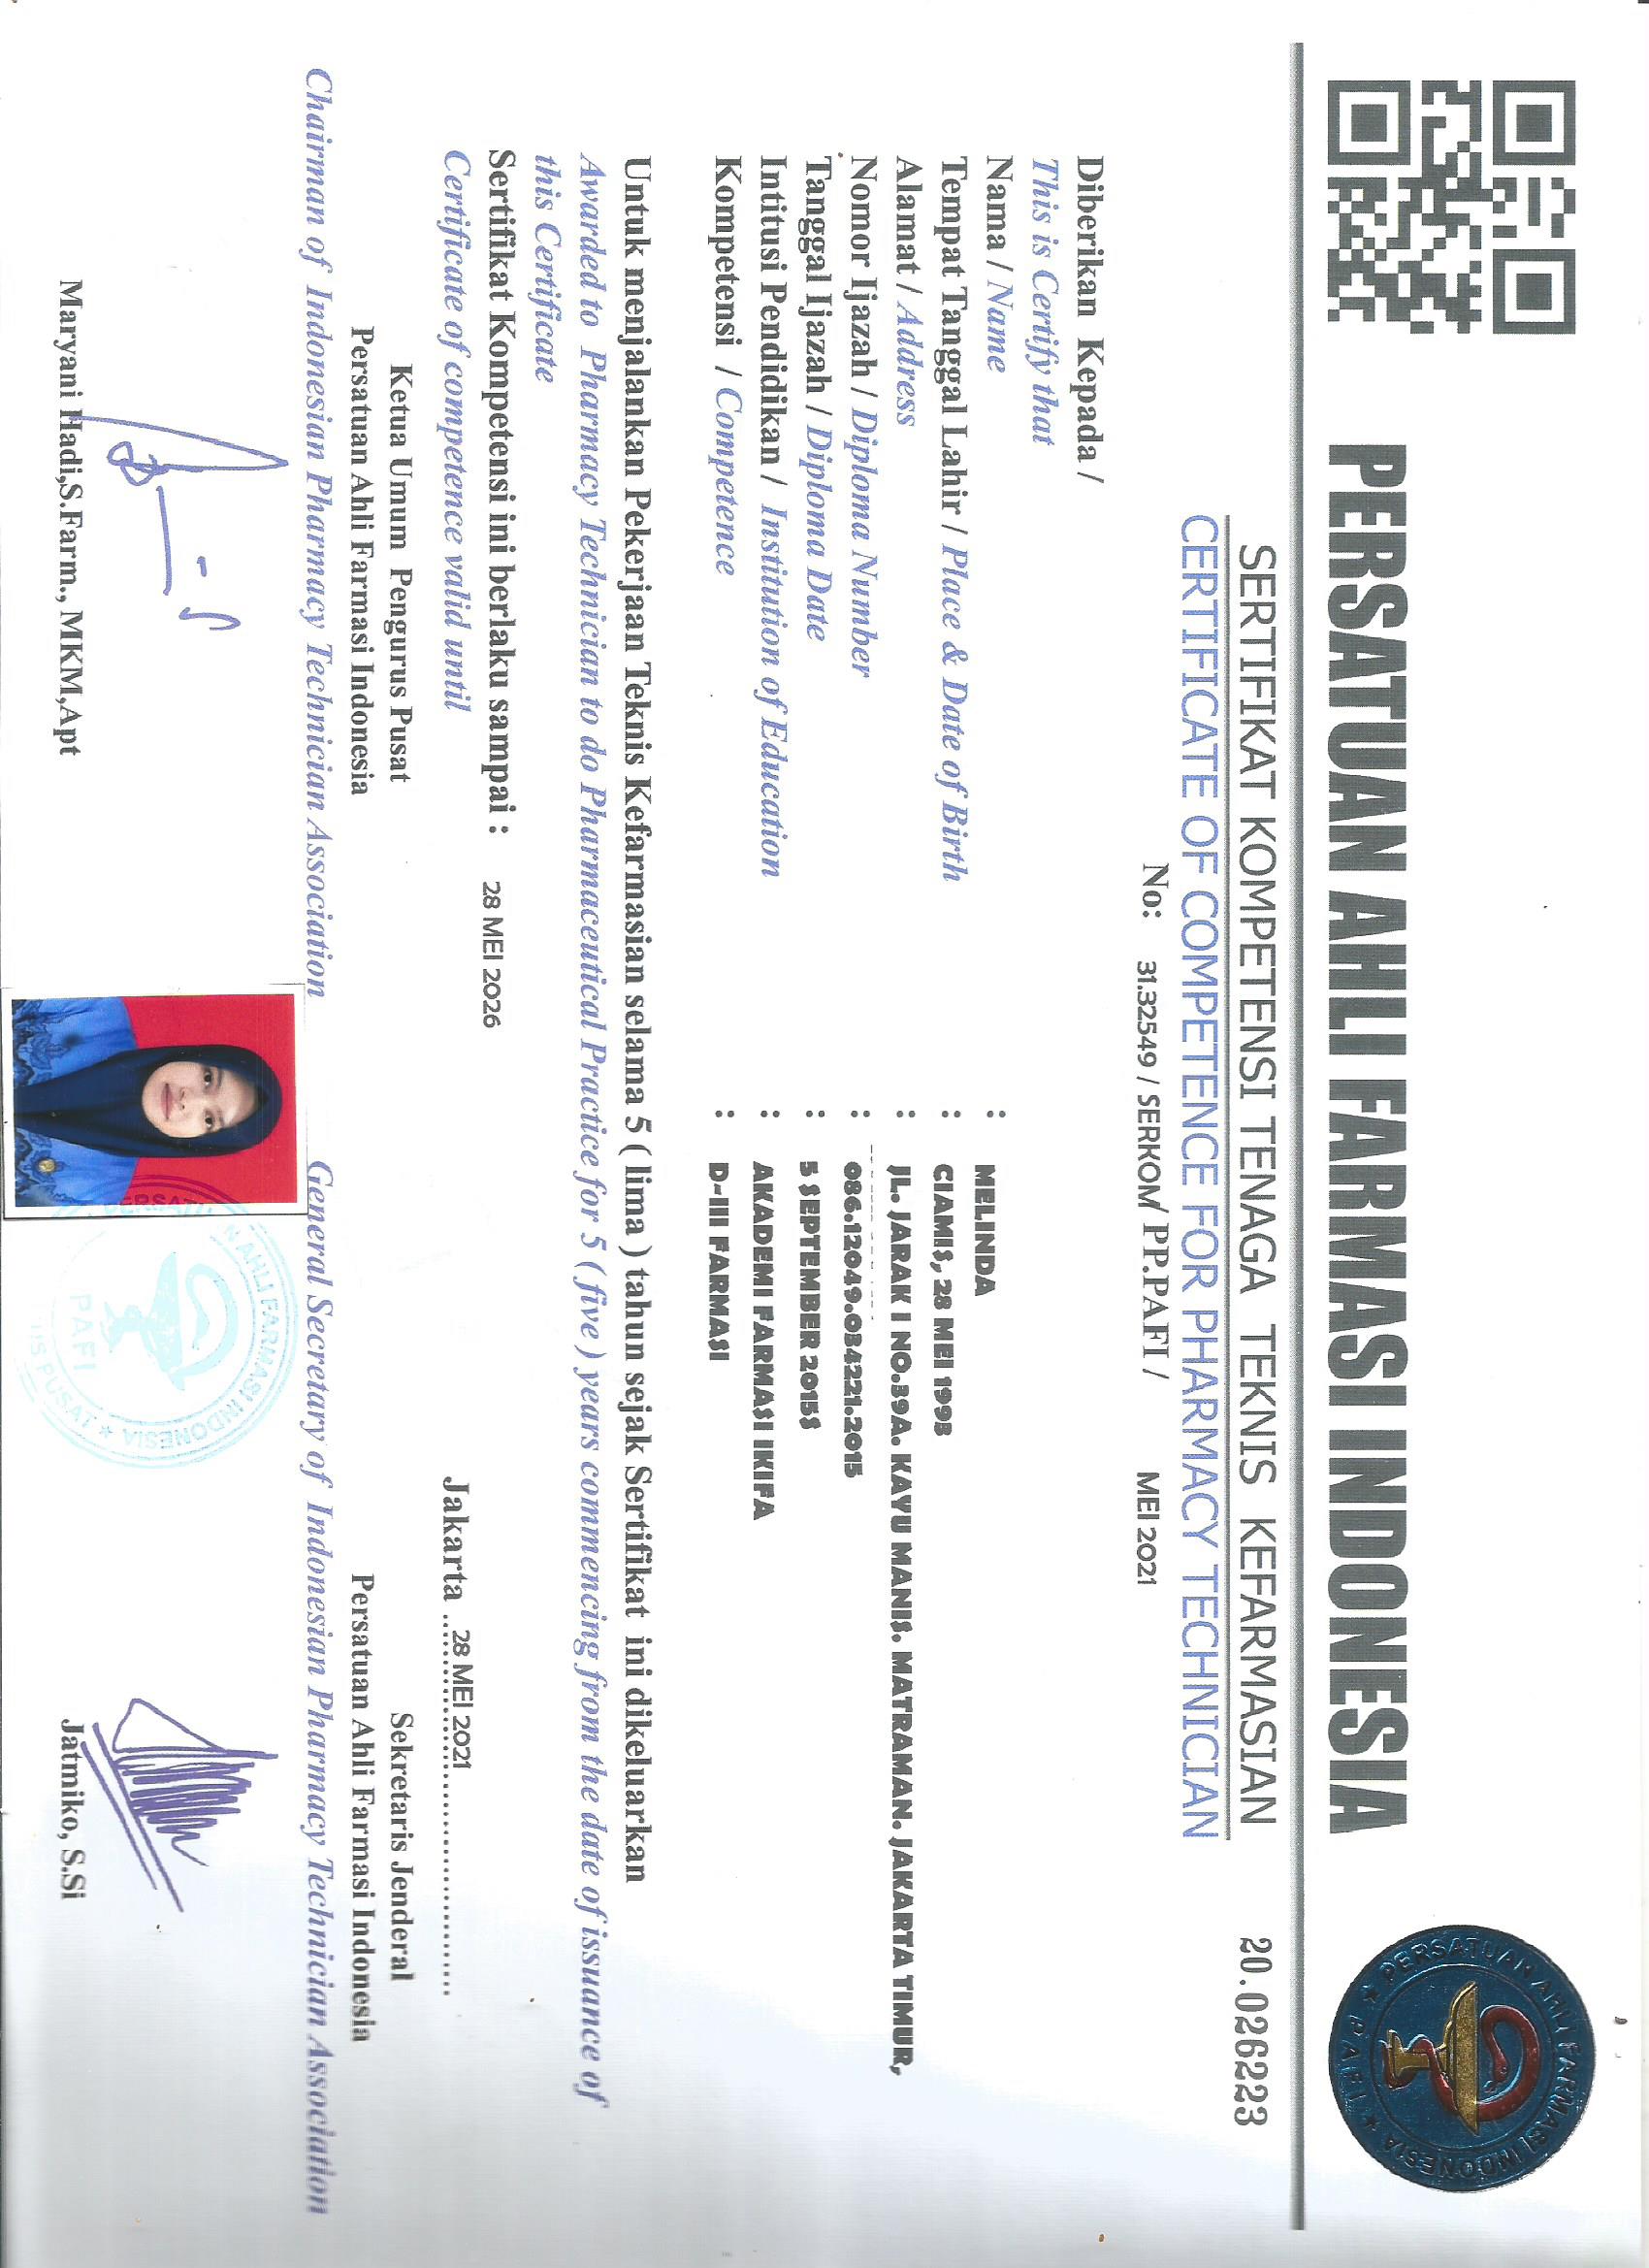 PERSATUAN AHLI FARMASI INDONESIA
PAFI
PERSATUAN AHLI FARMASI INDONESIA
SERTIFIKAT KOMPETENSI TENAGA TEKNIS KEFARMASIAN
20.026223
CERTIFICATE OF COMPETENCE FOR PHARMACY TECHNICIAN
No: 31.32549 / SERKOM / PP.PAFI / MEI 2021
Diberikan Kepada /
This is Certify that
Nama / Name : MELINDA
Tempat Tanggal Lahir / Place & Date of Birth : CIAMIS, 28 MEI 1993
Alamat / Address : JL. JARAK I NO.39A. KAYU MANIS. MATRAMAN. JAKARTA TIMUR,
Nomor Ijazah / Diploma Number : 086.12049.034221.2015
Tanggal Ijazah / Diploma Date : 5 SEPTEMBER 2015S
Intitusi Pendidikan / Institution of Education : AKADEMI FARMASI IKIFA
Kompetensi / Competence : D-III FARMASI
Untuk menjalankan Pekerjaan Teknis Kefarmasian selama 5 ( lima ) tahun sejak Sertifikat ini dikeluarkan
Awarded to Pharmacy Technician to do Pharmaceutical Practice for 5 ( five ) years commencing from the date of issuance of
this Certificate
Sertifikat Kompetensi ini berlaku sampai : 28 MEI 2026
Certificate of competence valid until
Jakarta 28 MEI 2021
Ketua Umum Pengurus Pusat
Persatuan Ahli Farmasi Indonesia
Chairman of Indonesian Pharmacy Technician Association
Sekretaris Jenderal
Persatuan Ahli Farmasi Indonesia
General Secretary of Indonesian Pharmacy Technician Association
AHLI FARMASI INDONESIA
PAFI
PUSAT
Maryani Hadi,S.Farm., MKM,Apt
Jatmiko, S.Si